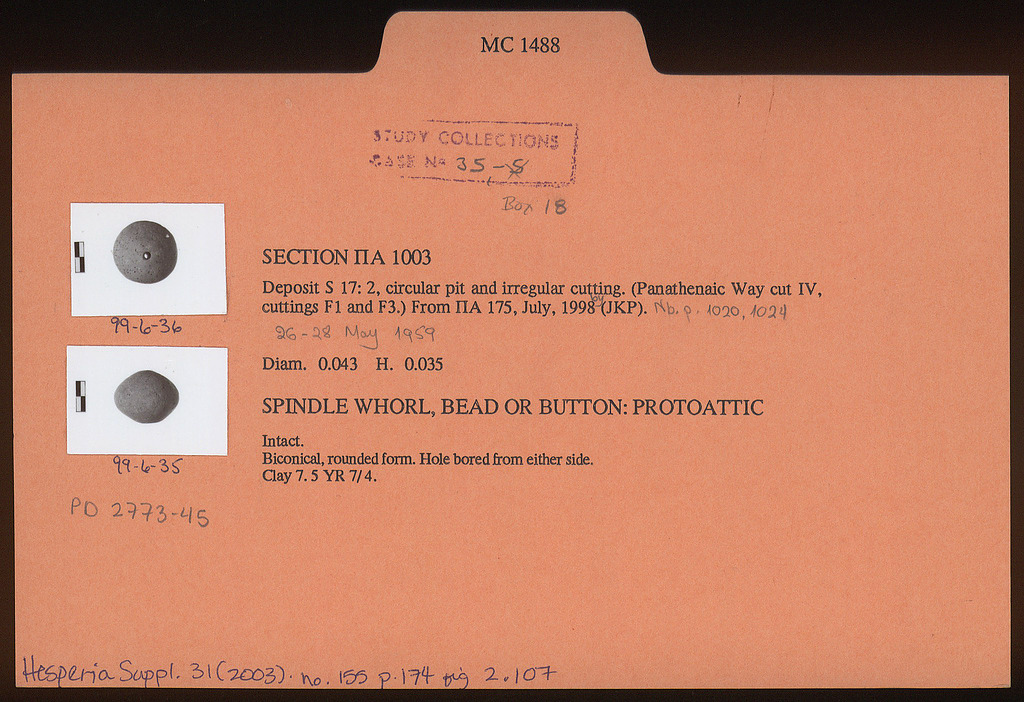 MC 1488
STUDY COLLECTIONS
CASE No 35-
Box 18
SECTION ΠΑ 1003
Deposit S 17: 2, circular pit and irregular cutting. (Panathenaic Way cut IV,
cuttings F1 and F3.) From ΠΑ 175, July, 1998 by (JKP). Nb. p. 1020, 1024
26-28 May 1959
Diam. 0.043 H. 0.035
SPINDLE WHORL, BEAD OR BUTTON: PROTOATTIC
Intact.
Biconical, rounded form. Hole bored from either side.
Clay 7. 5 YR 7/4.
99-6-36
99-6-35
PD 2773-45
Hesperia Suppl. 31 (2003). no. 155 p. 174 fig 2.107